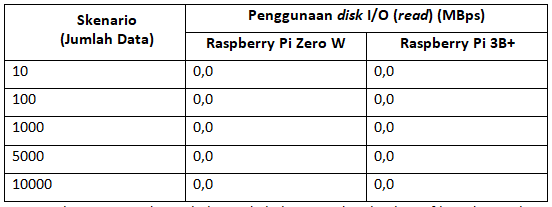 Skenario
(Jumlah Data)
Penggunaan disk I/O (read) (MBps)
Raspberry Pi Zero W
Raspberry Pi 3B+
10 0,0 0,0
100 0,0 0,0
1000 0,0 0,0
5000 0,0 0,0
10000 0,0 0,0